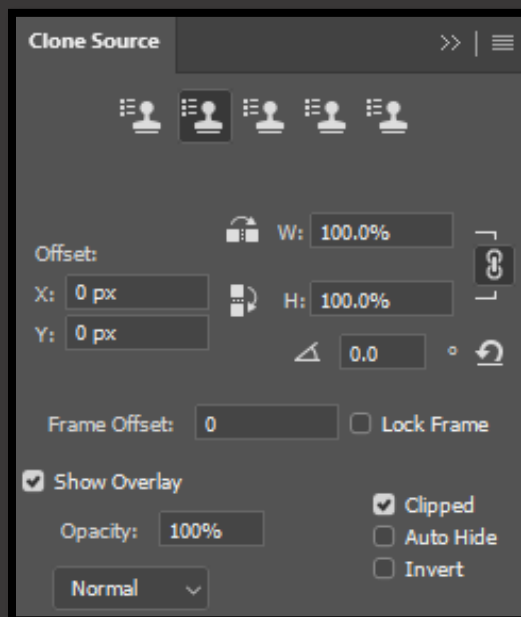 Clone Source
Offset:
W: 100.0%
X: 0 px
H: 100.0%
Y: 0 px
0.0 °
Frame Offset: 0
Lock Frame
Show Overlay
Clipped
Opacity: 100%
Auto Hide
Invert
Normal